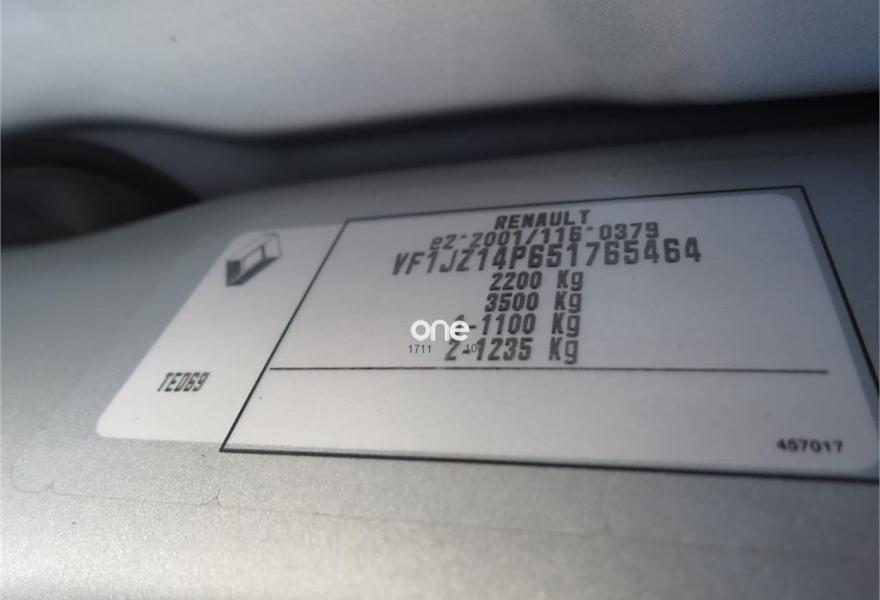 RENAULT
e2*2001/116*0379
VF1JZ14P651765464
2200 Kg
3500 Kg
1-1100 Kg
2-1235 Kg
one
1711
TED69
457017